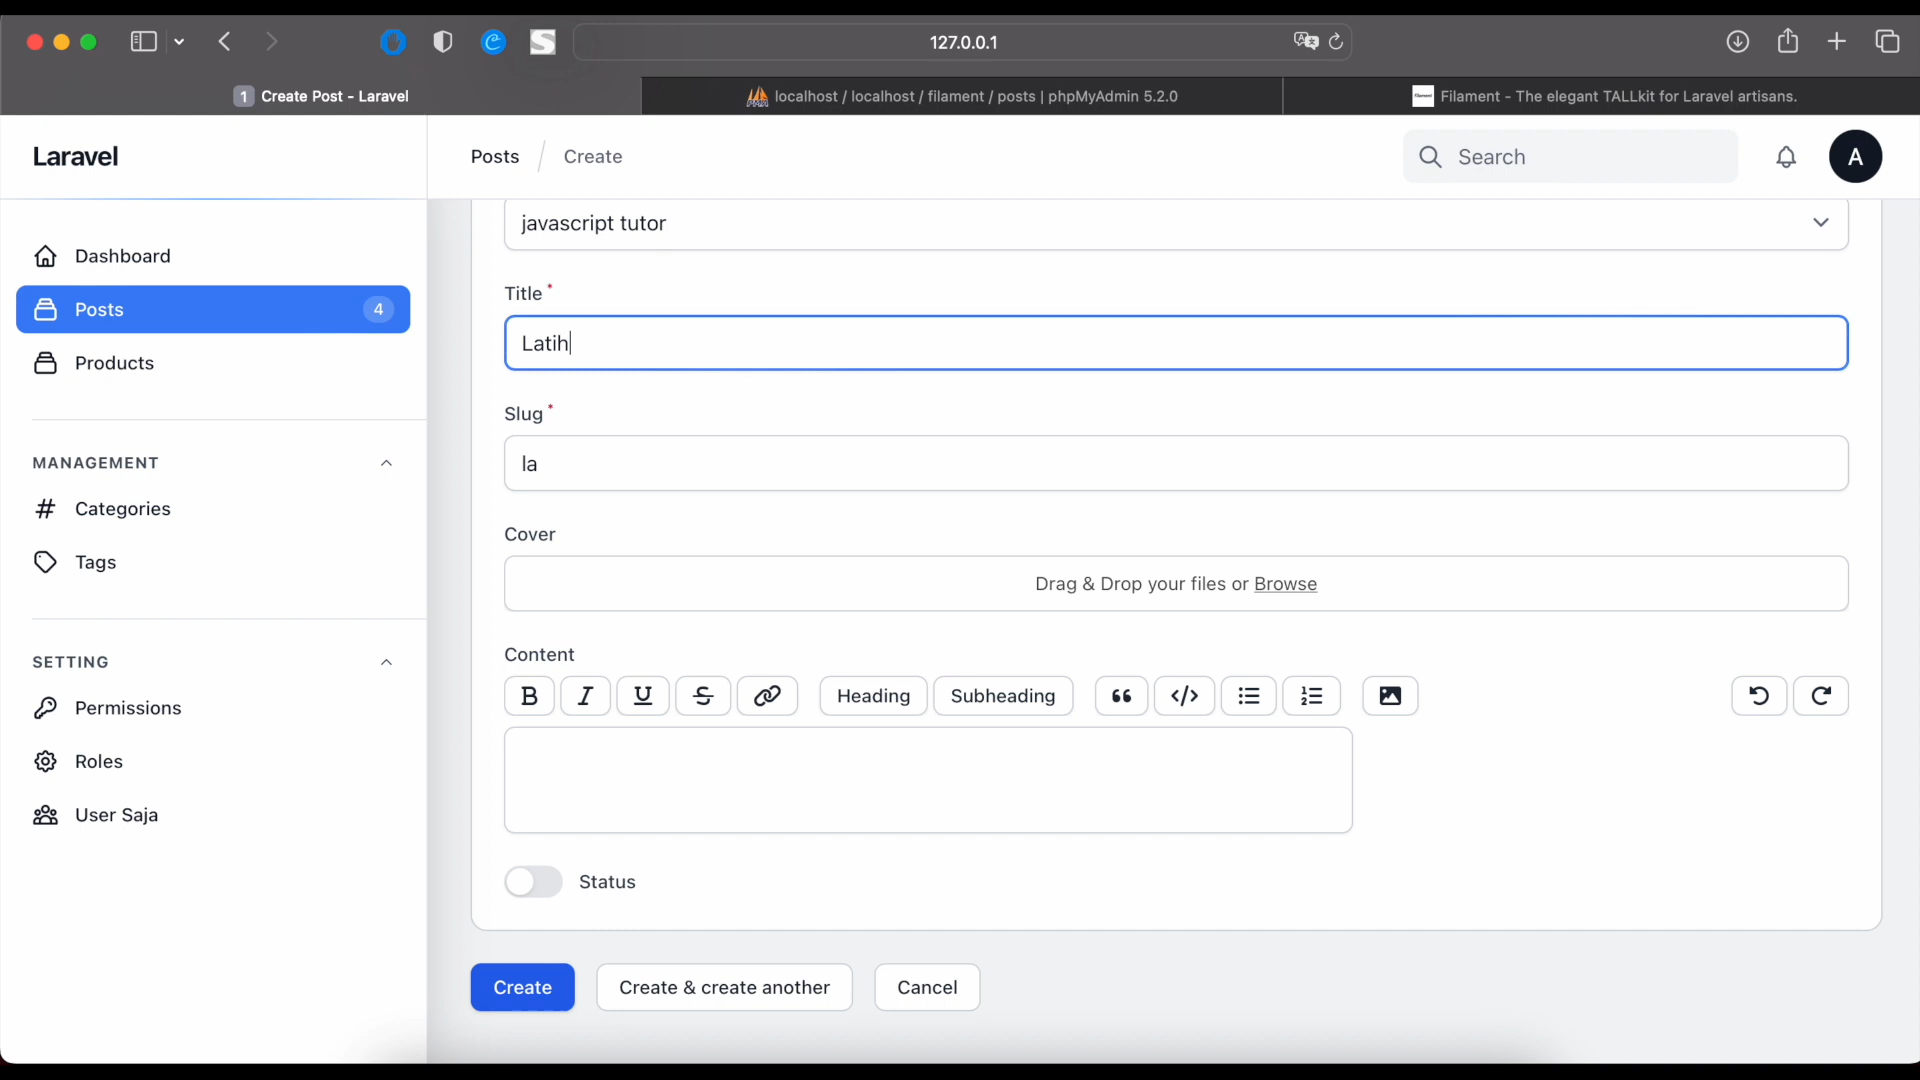 127.0.0.1
1 Create Post - Laravel
localhost / localhost / filament / posts | phpMyAdmin 5.2.0
Filament - The elegant TALLkit for Laravel artisans.
Laravel
Posts / Create
Search
A
Dashboard
Posts 4
Products
MANAGEMENT
Categories
Tags
SETTING
Permissions
Roles
User Saja
javascript tutor
Title *
Latih
Slug *
la
Cover
Drag & Drop your files or Browse
Content
Heading Subheading
Status
Create
Create & create another
Cancel